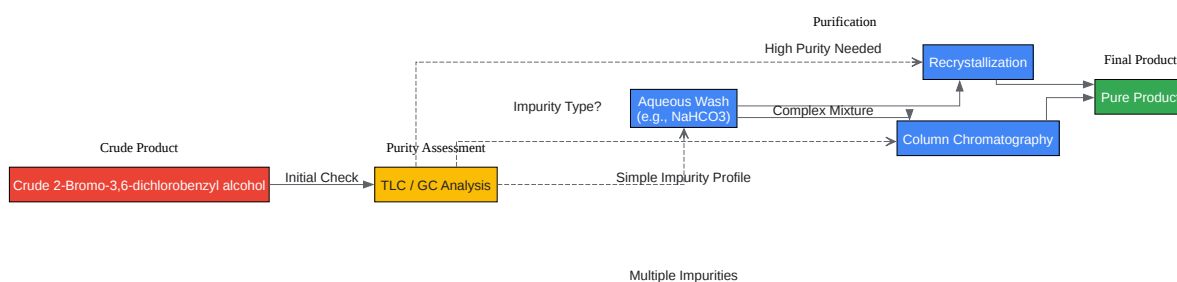 Purification
High Purity Needed
Recrystallization
Final Product
Pure Product
Impurity Type?
Aqueous Wash
(e.g., NaHCO3)
Complex Mixture
Column Chromatography
Crude Product
Purity Assessment
Crude 2-Bromo-3,6-dichlorobenzyl alcohol
Initial Check
TLC / GC Analysis
Simple Impurity Profile
Multiple Impurities